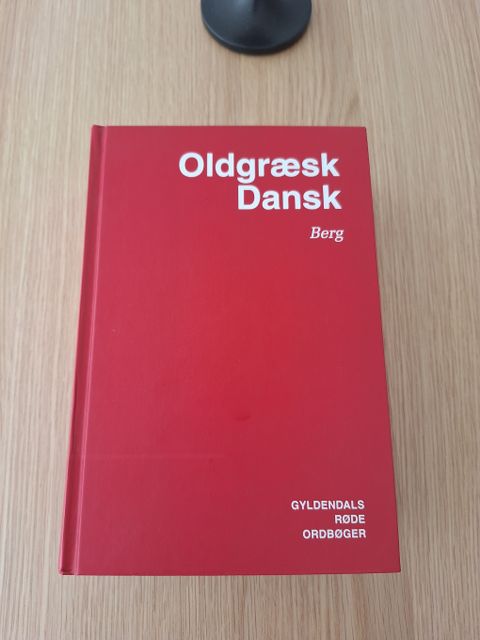 Oldgræsk
Dansk
Berg
GYLDENDALS
RØDE
ORDBØGER